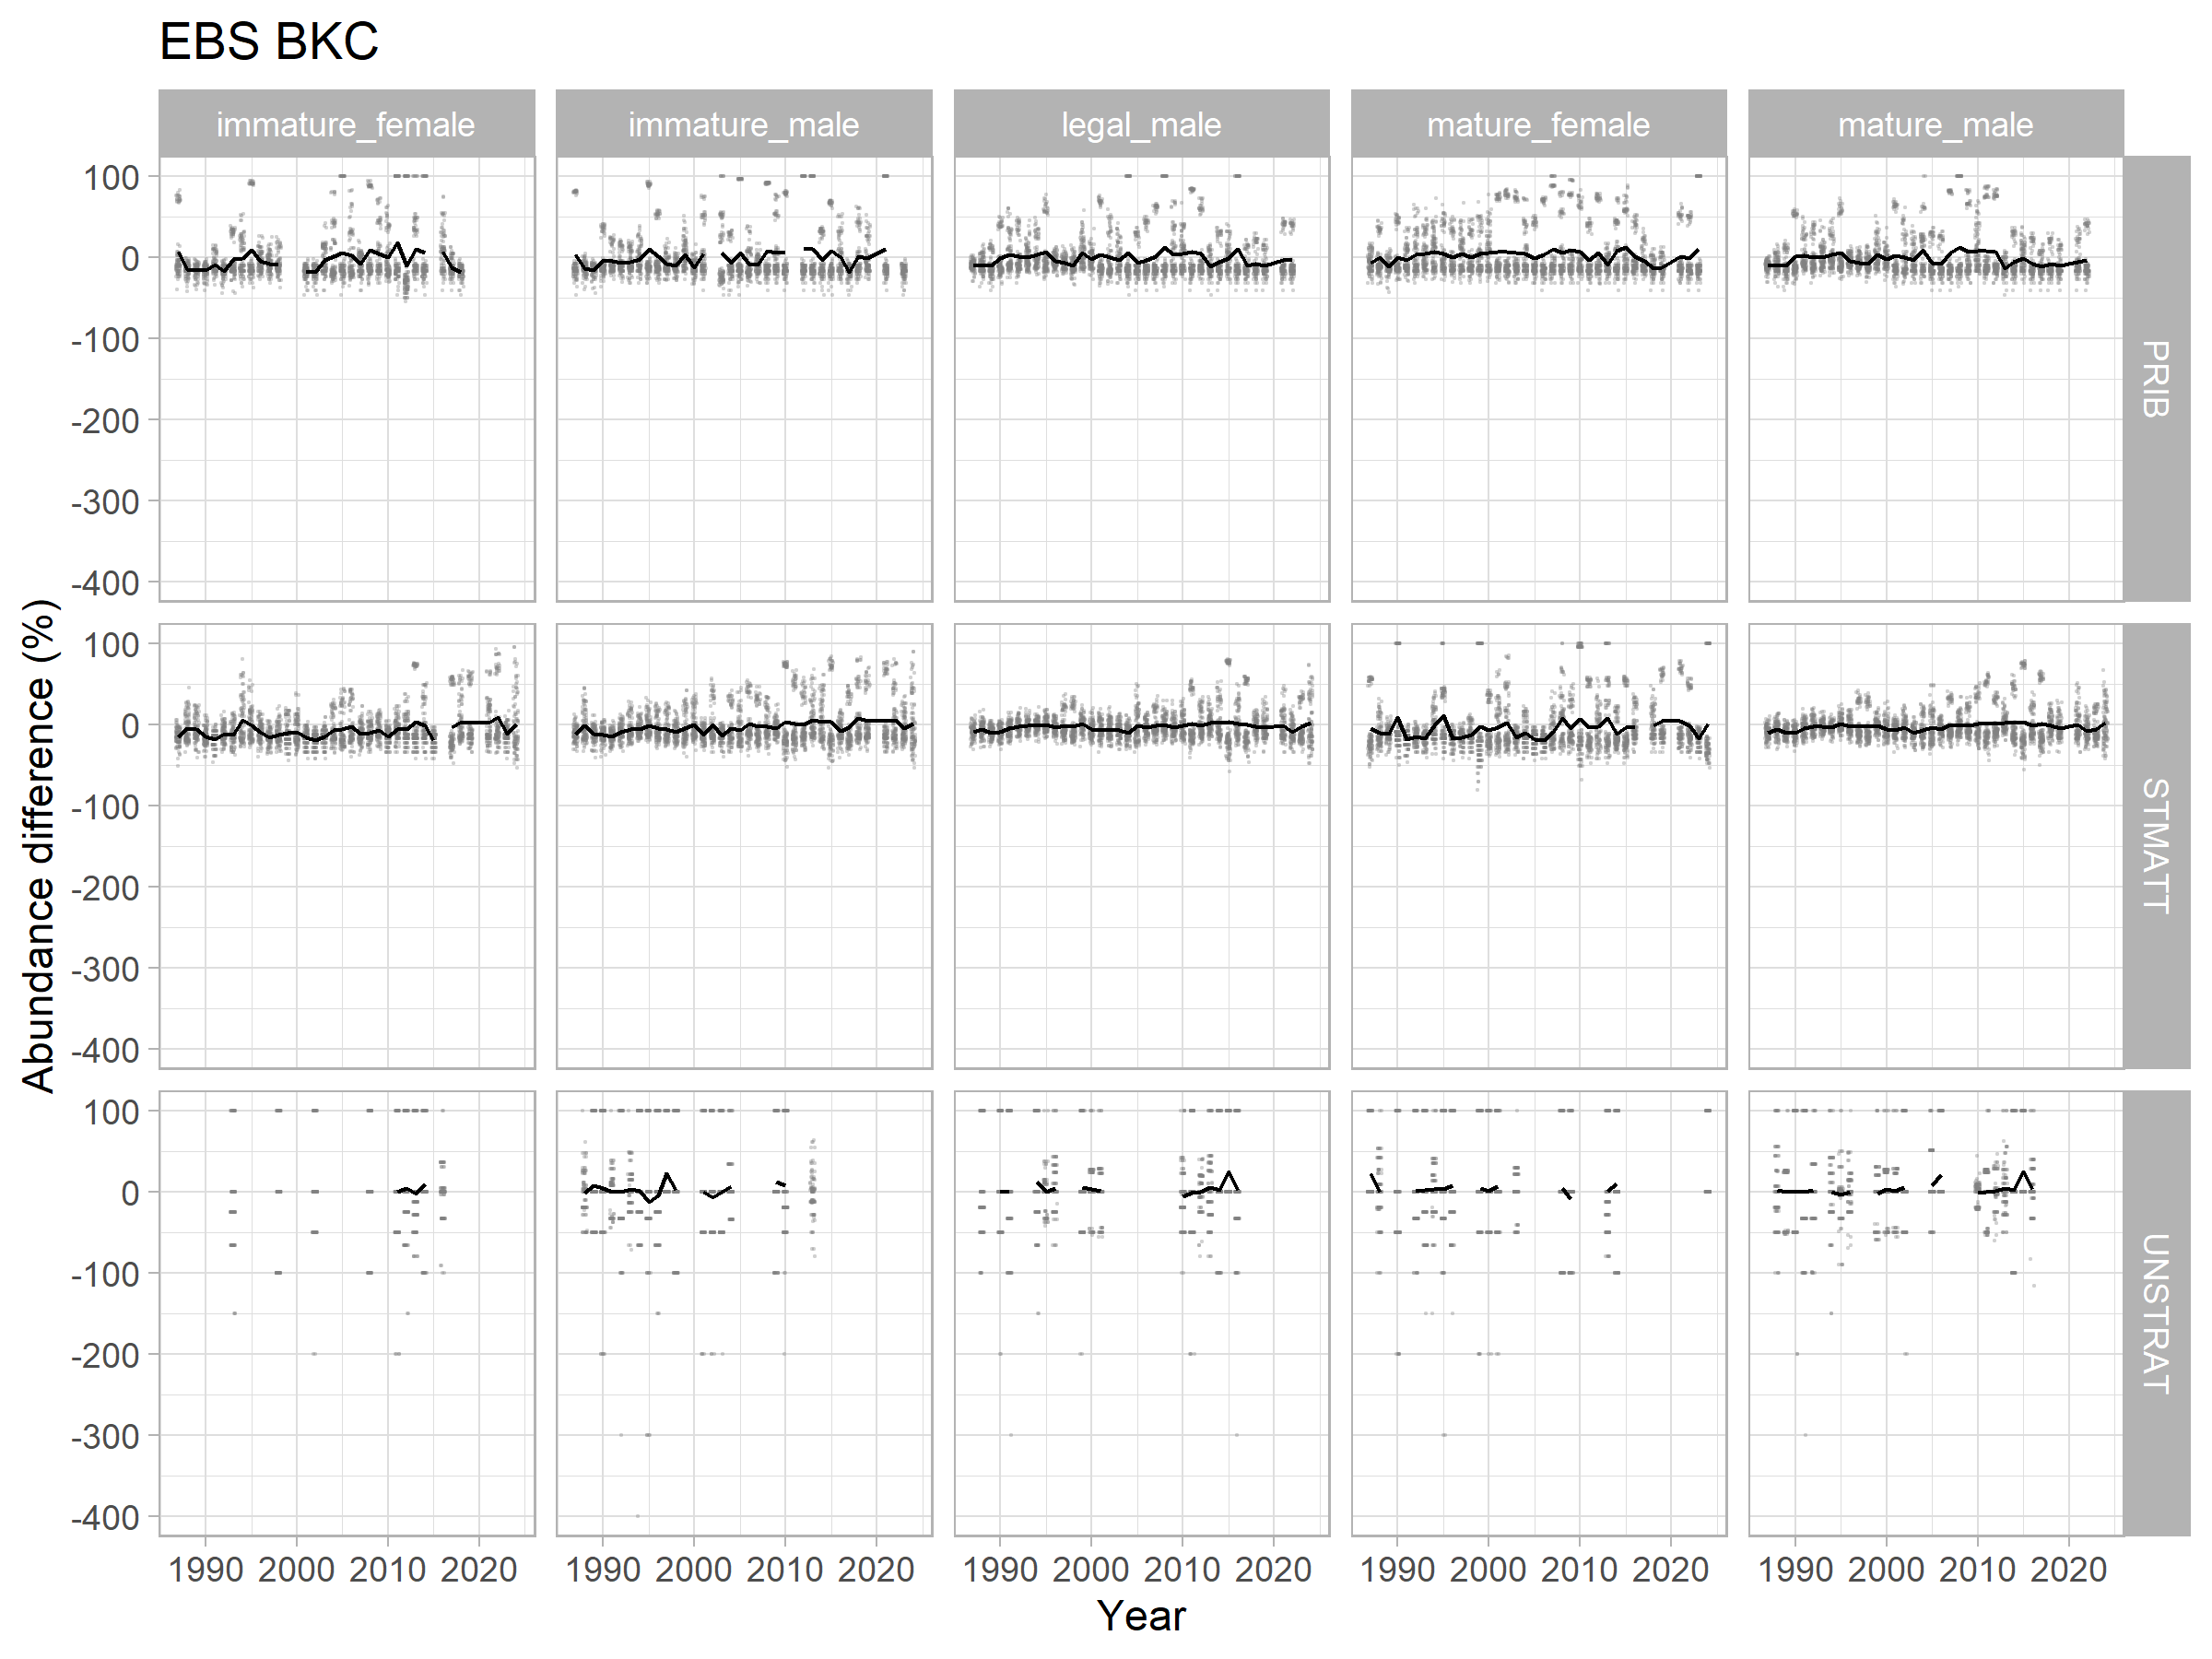 EBS BKC
immature_female immature_male legal_male mature_female mature_male
100
0
-100
-200
-300
-400
PRIB
100
0
-100
-200
-300
-400
STMATT
100
0
-100
-200
-300
-400
UNSTRAT
Abundance difference (%)
1990 2000 2010 2020 1990 2000 2010 2020 1990 2000 2010 2020 1990 2000 2010 2020 1990 2000 2010 2020
Year